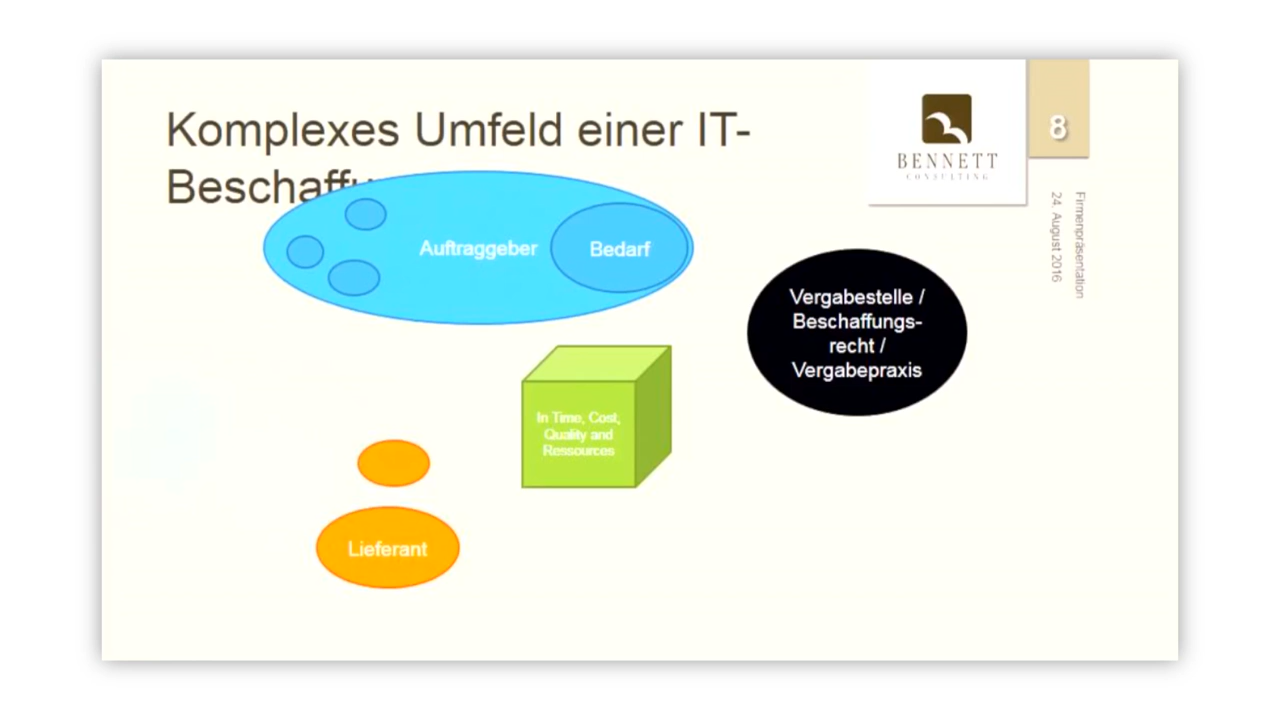 Komplexes Umfeld einer IT-
Auftraggeber
Bedarf
Vergabestelle /
Beschaffungs-
recht /
Vergabepraxis
In Time, Cost,
Quality and
Ressources
Lieferant
BENNETT
CONSULTING
8
Firmenpräsentation
24. August 2016